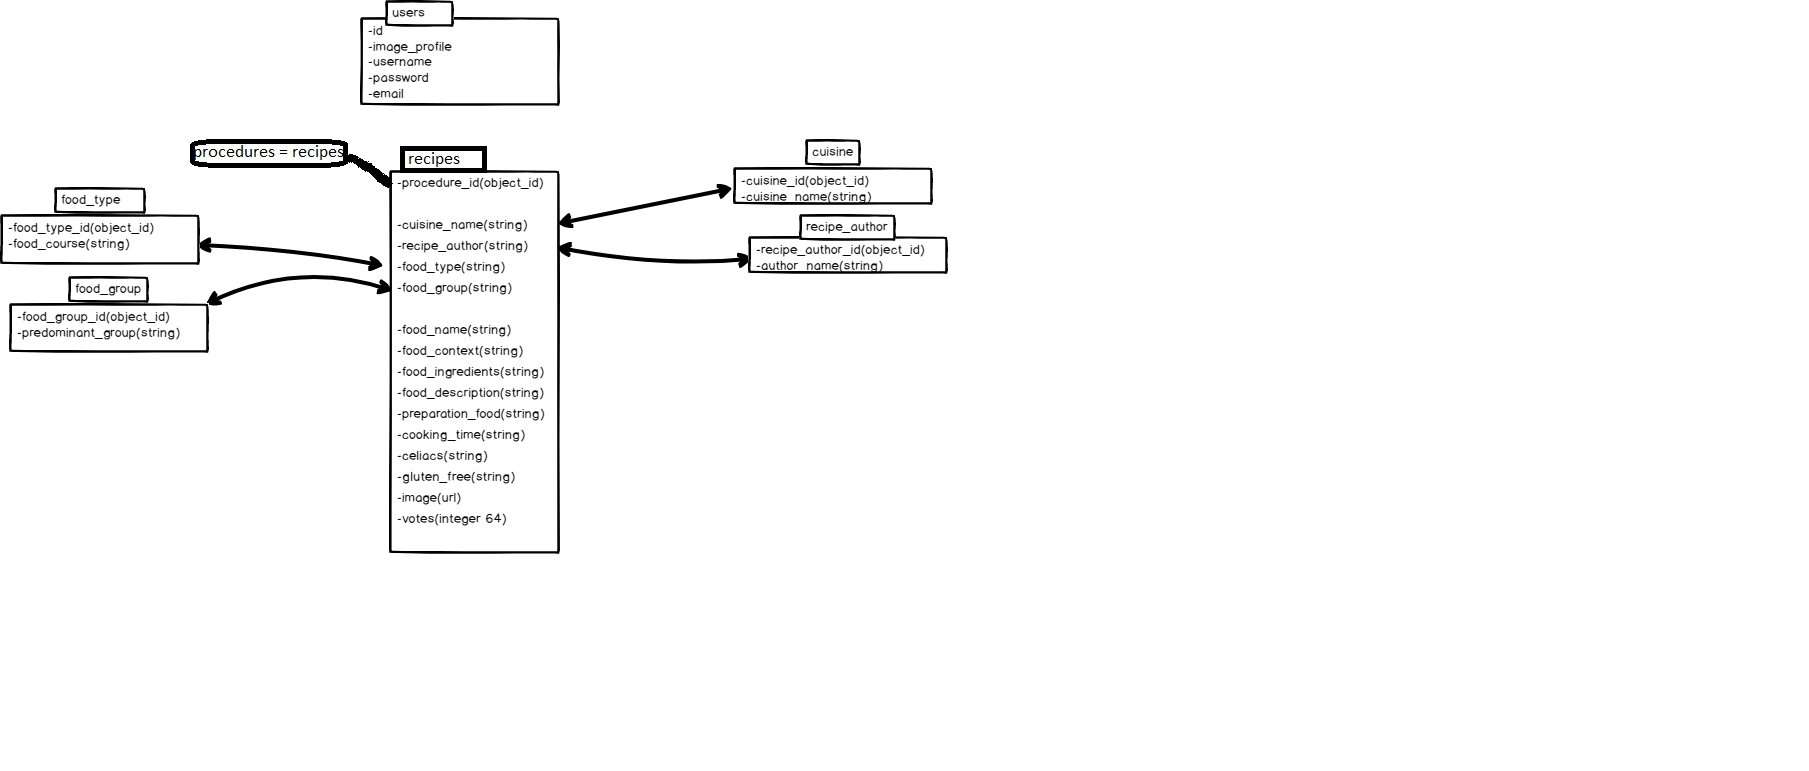 users
-id
-image_profile
-username
-password
-email
procedures = recipes
recipes
-procedure_id(object_id)
-cuisine_name(string)
-recipe_author(string)
-food_type(string)
-food_group(string)
-food_name(string)
-food_context(string)
-food_ingredients(string)
-food_description(string)
-preparation_food(string)
-cooking_time(string)
-celiacs(string)
-gluten_free(string)
-image(url)
-votes(integer 64)
food_type
-food_type_id(object_id)
-food_course(string)
food_group
-food_group_id(object_id)
-predominant_group(string)
cuisine
-cuisine_id(object_id)
-cuisine_name(string)
recipe_author
-recipe_author_id(object_id)
-author_name(string)